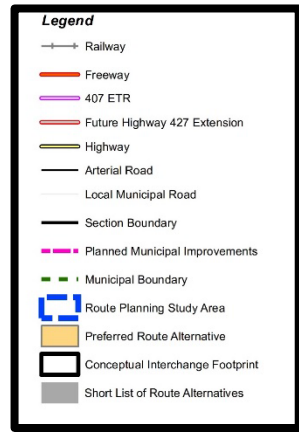 Legend
Railway
Freeway
407 ETR
Future Highway 427 Extension
Highway
Arterial Road
Local Municipal Road
Section Boundary
Planned Municipal Improvements
Municipal Boundary
Route Planning Study Area
Preferred Route Alternative
Conceptual Interchange Footprint
Short List of Route Alternatives